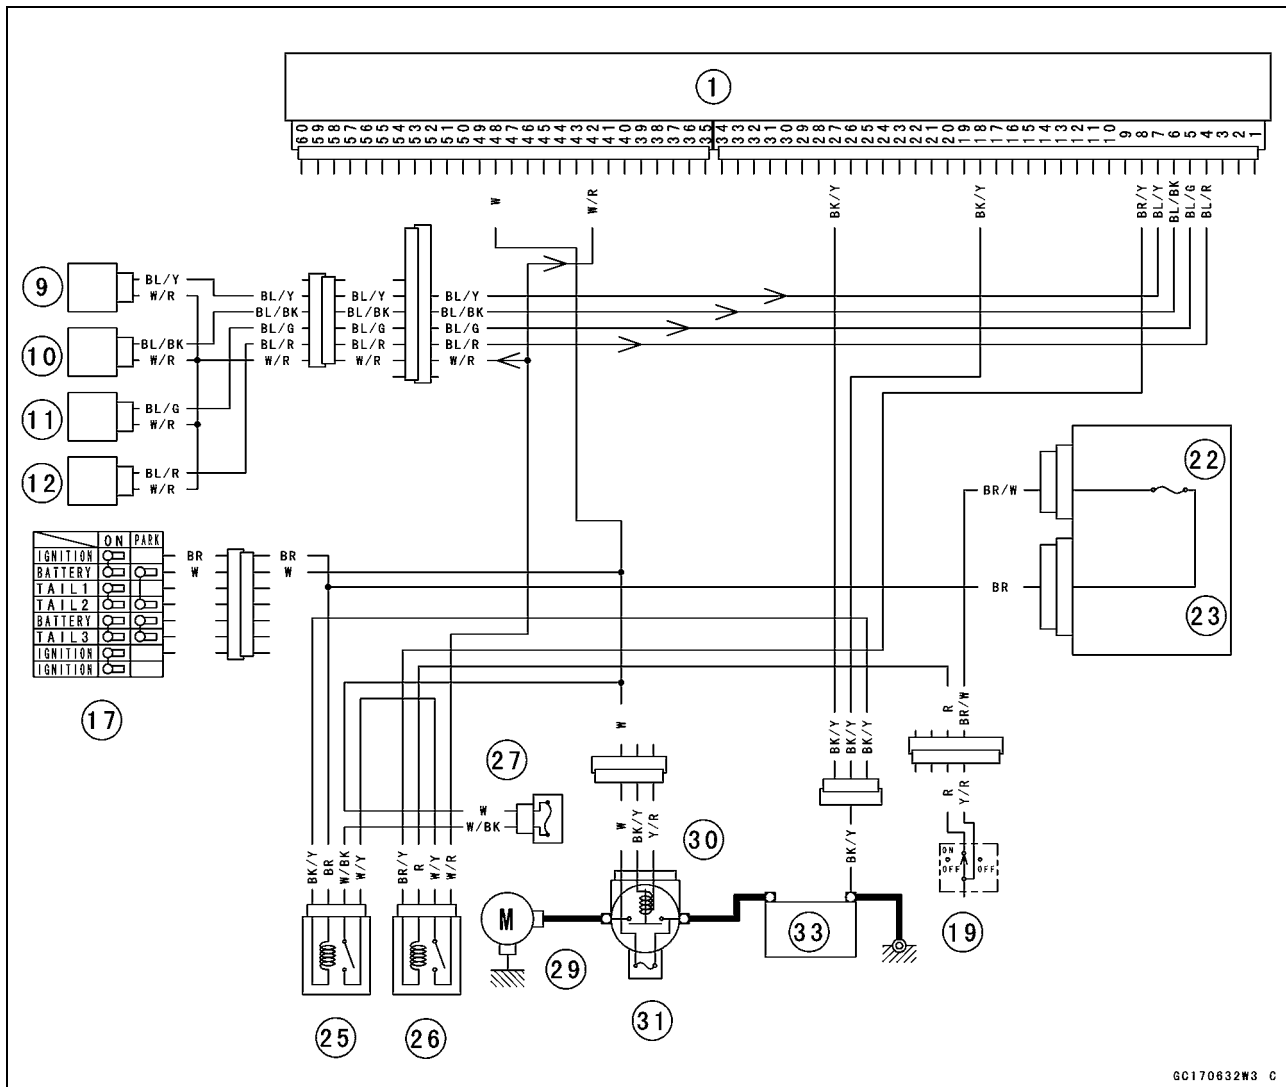 1
60 59 58 57 56 55 54 53 52 51 50 49 48 47 46 45 44 43 42 41 40 39 38 37 36 35 34 33 32 31 30 29 28 27 26 25 24 23 22 21 20 19 18 17 16 15 14 13 12 11 10 9 8 7 6 5 4 3 2 1
W W/R BK/Y BK/Y BR/Y BL/Y BL/BK BL/G BL/R
9 BL/Y
W/R BL/Y BL/Y BL/Y
BL/BK BL/BK BL/BK
BL/G BL/G BL/G
10 BL/BK BL/R BL/R BL/R
W/R W/R W/R W/R
11 BL/G
W/R
12 BL/R
W/R
22
BR/W
ON PARK
IGNITION BR BR
BATTERY W W
TAIL1 BR
TAIL2
BATTERY 23
TAIL3
IGNITION
IGNITION
17
R BR/W
W BK/Y BK/Y BK/Y
27
R Y/R
W
W/BK
W BK/Y Y/R 30
BK/Y
ON
OFF OFF
BK/Y BR W/BK W/Y BR/Y R W/Y W/R
M 33 19
29
25 26 31
GC170632W3 C